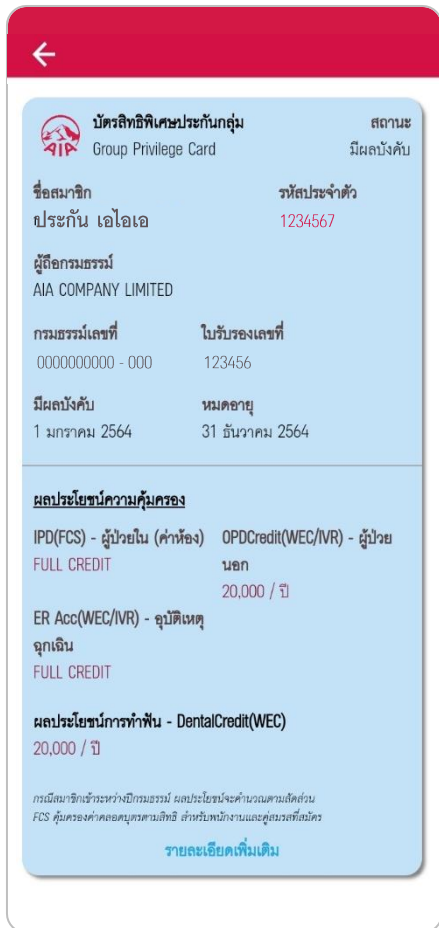 บัตรสิทธิพิเศษประกันกลุ่ม สถานะ
AIA Group Privilege Card มีผลบังคับ
ชื่อสมาชิก รหัสประจำตัว
ประกัน เอไอเอ 1234567
ผู้ถือกรมธรรม์
AIA COMPANY LIMITED
กรมธรรม์เลขที่ ใบรับรองเลขที่
0000000000 - 000 123456
มีผลบังคับ หมดอายุ
1 มกราคม 2564 31 ธันวาคม 2564
ผลประโยชน์ความคุ้มครอง
IPD(FCS) - ผู้ป่วยใน (ค่าห้อง)
FULL CREDIT
OPDCredit(WEC/IVR) - ผู้ป่วย
นอก
20,000 / ปี
ER Acc(WEC/IVR) - อุบัติเหตุ
ฉุกเฉิน
FULL CREDIT
ผลประโยชน์การทำฟัน - DentalCredit(WEC)
20,000 / ปี
กรณีสมาชิกเข้าระหว่างปีกรมธรรม์ ผลประโยชน์จะคำนวณตามสัดส่วน
FCS คุ้มครองค่าคลอดบุตรตามสิทธิ สำหรับพนักงานและคู่สมรสที่สมัคร
รายละเอียดเพิ่มเติม